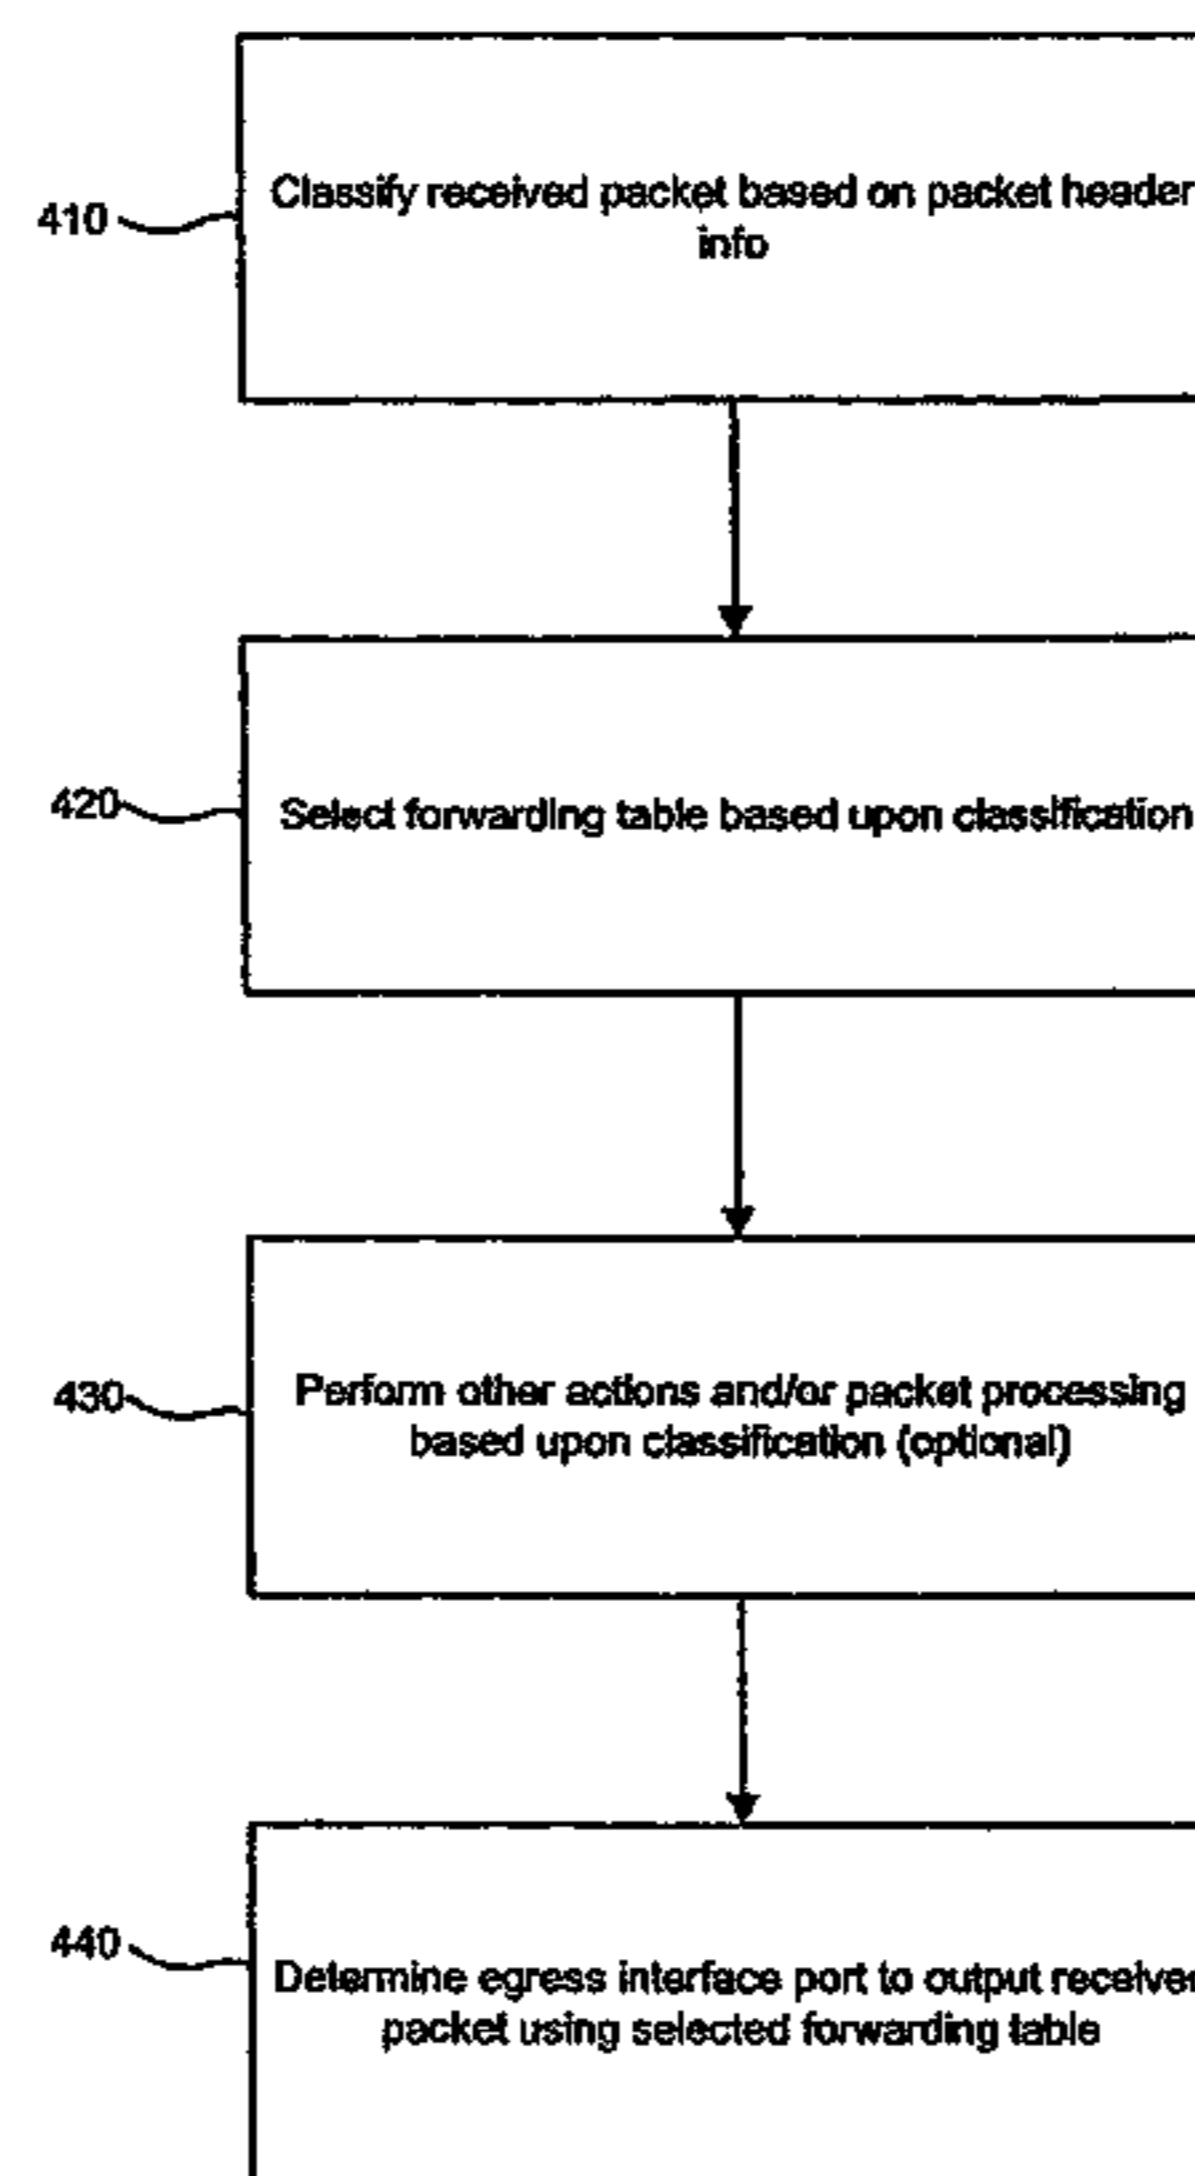 Classify received packet based on packet header
410
info
420
Select forwarding table based upon classification
430
Perform other actions and/or packet processing
based upon classification (optional)
440
Determine egress interface port to output receive
packet using selected forwarding table